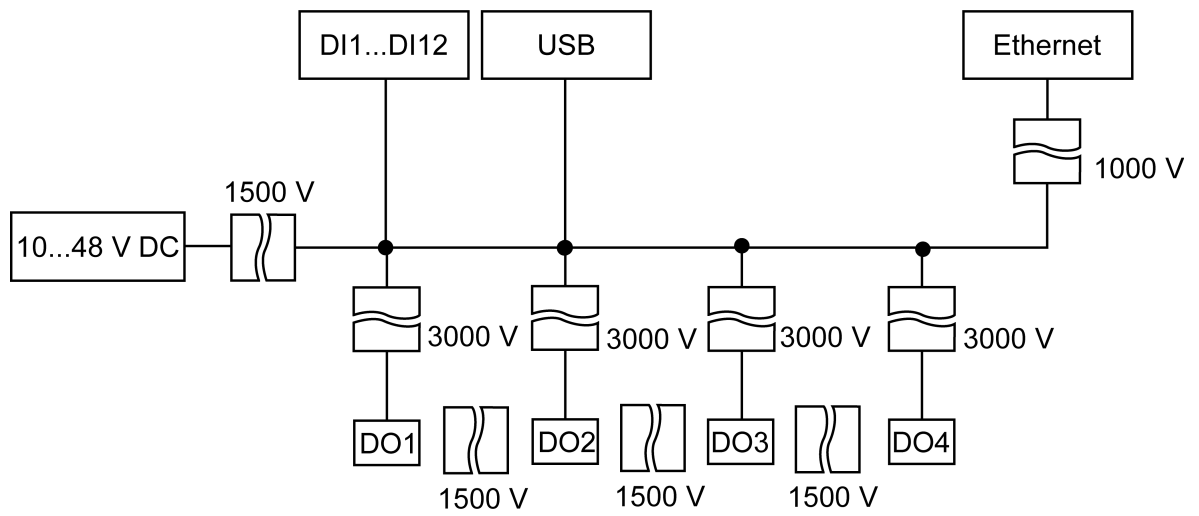 DI1...DI12
USB
Ethernet
1000 V
1500 V
10...48 V DC
3000 V
3000 V
3000 V
3000 V
DO1
DO2
DO3
DO4
1500 V
1500 V
1500 V